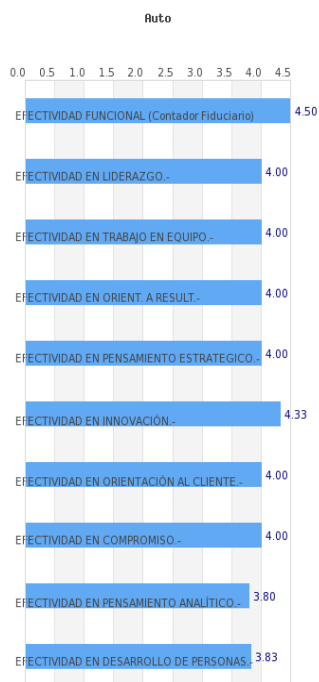 Auto
0.0 0.5 1.0 1.5 2.0 2.5 3.0 3.5 4.0 4.5
EFECTIVIDAD FUNCIONAL (Contador Fiduciario) 4.50
EFECTIVIDAD EN LIDERAZGO.- 4.00
EFECTIVIDAD EN TRABAJO EN EQUIPO.- 4.00
EFECTIVIDAD EN ORIENT. A RESULT.- 4.00
EFECTIVIDAD EN PENSAMIENTO ESTRATEGICO.- 4.00
EFECTIVIDAD EN INNOVACIÓN.- 4.33
EFECTIVIDAD EN ORIENTACIÓN AL CLIENTE.- 4.00
EFECTIVIDAD EN COMPROMISO.- 4.00
EFECTIVIDAD EN PENSAMIENTO ANALÍTICO.- 3.80
EFECTIVIDAD EN DESARROLLO DE PERSONAS.- 3.83